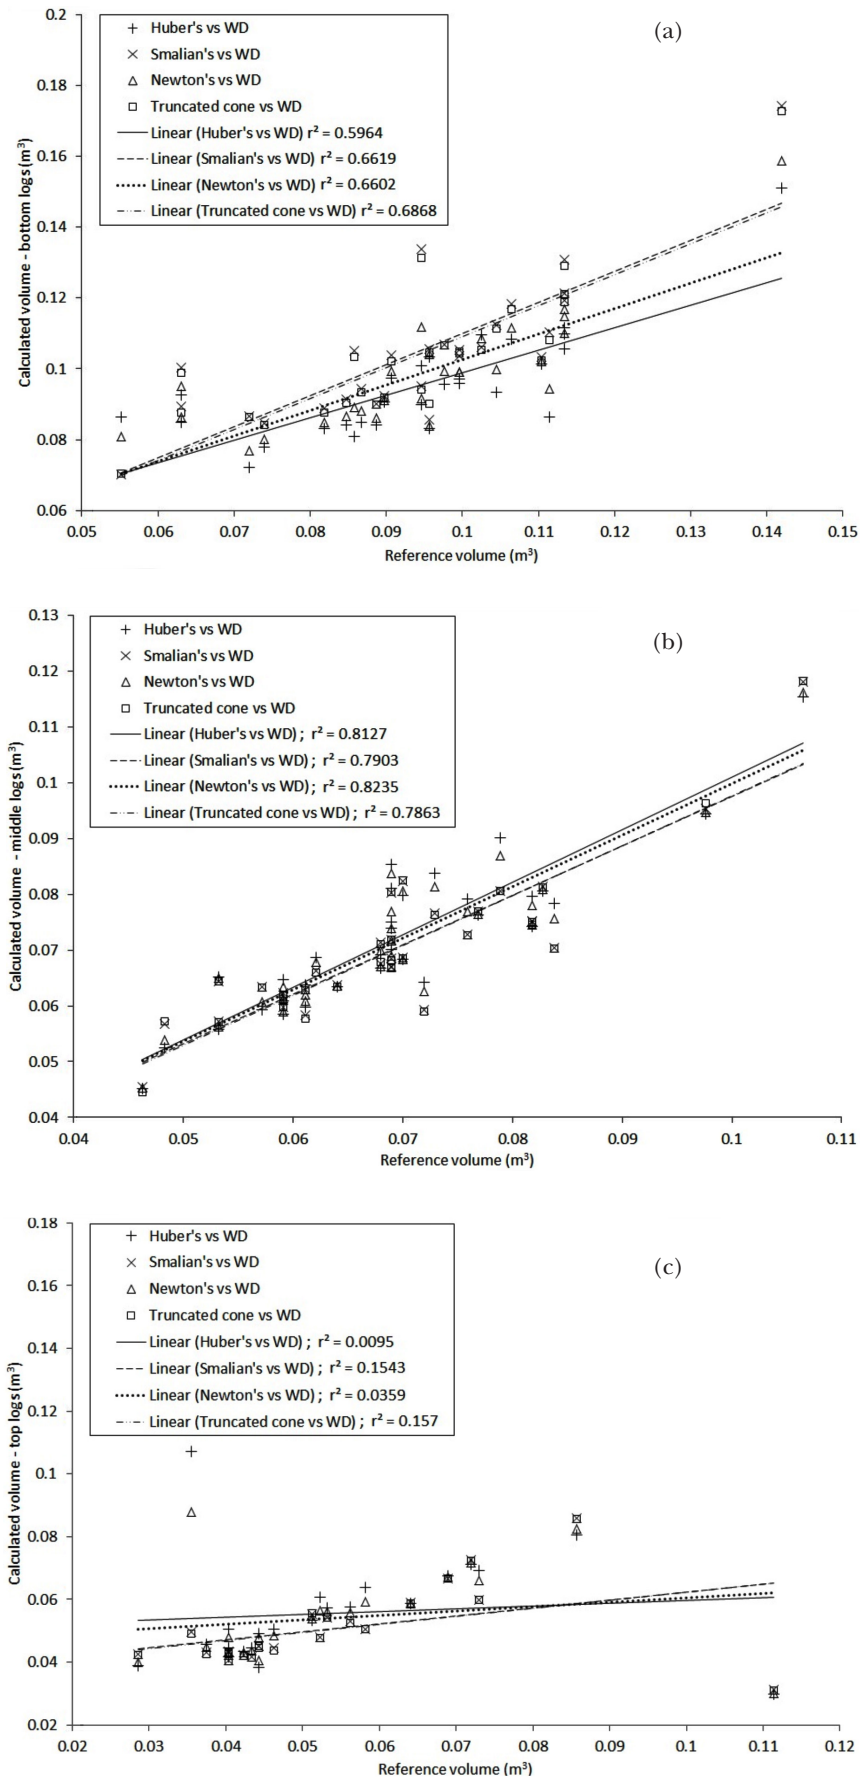 (a)
Huber's vs WD
Smalian's vs WD
Newton's vs WD
Truncated cone vs WD
Linear (Huber's vs WD) r² = 0.5964
Linear (Smalian's vs WD) r² = 0.6619
Linear (Newton's vs WD) r² = 0.6602
Linear (Truncated cone vs WD) r² = 0.6868
Calculated volume - bottom logs (m³)
0.2
0.18
0.16
0.14
0.12
0.1
0.08
0.06
0.05 0.06 0.07 0.08 0.09 0.1 0.11 0.12 0.13 0.14 0.15
Reference volume (m³)
(b)
Huber's vs WD
Smalian's vs WD
Newton's vs WD
Truncated cone vs WD
Linear (Huber's vs WD) ; r² = 0.8127
Linear (Smalian's vs WD) ; r² = 0.7903
Linear (Newton's vs WD) ; r² = 0.8235
Linear (Truncated cone vs WD) ; r² = 0.7863
Calculated volume - middle logs (m³)
0.13
0.12
0.11
0.1
0.09
0.08
0.07
0.06
0.05
0.04
0.04 0.05 0.06 0.07 0.08 0.09 0.1 0.11
Reference volume (m³)
(c)
Huber's vs WD
Smalian's vs WD
Newton's vs WD
Truncated cone vs WD
Linear (Huber's vs WD) ; r² = 0.0095
Linear (Smalian's vs WD) ; r² = 0.1543
Linear (Newton's vs WD) ; r² = 0.0359
Linear (Truncated cone vs WD) ; r² = 0.157
Calculated volume - top logs (m³)
0.18
0.16
0.14
0.12
0.1
0.08
0.06
0.04
0.02
0.02 0.03 0.04 0.05 0.06 0.07 0.08 0.09 0.1 0.11 0.12
Reference volume (m³)